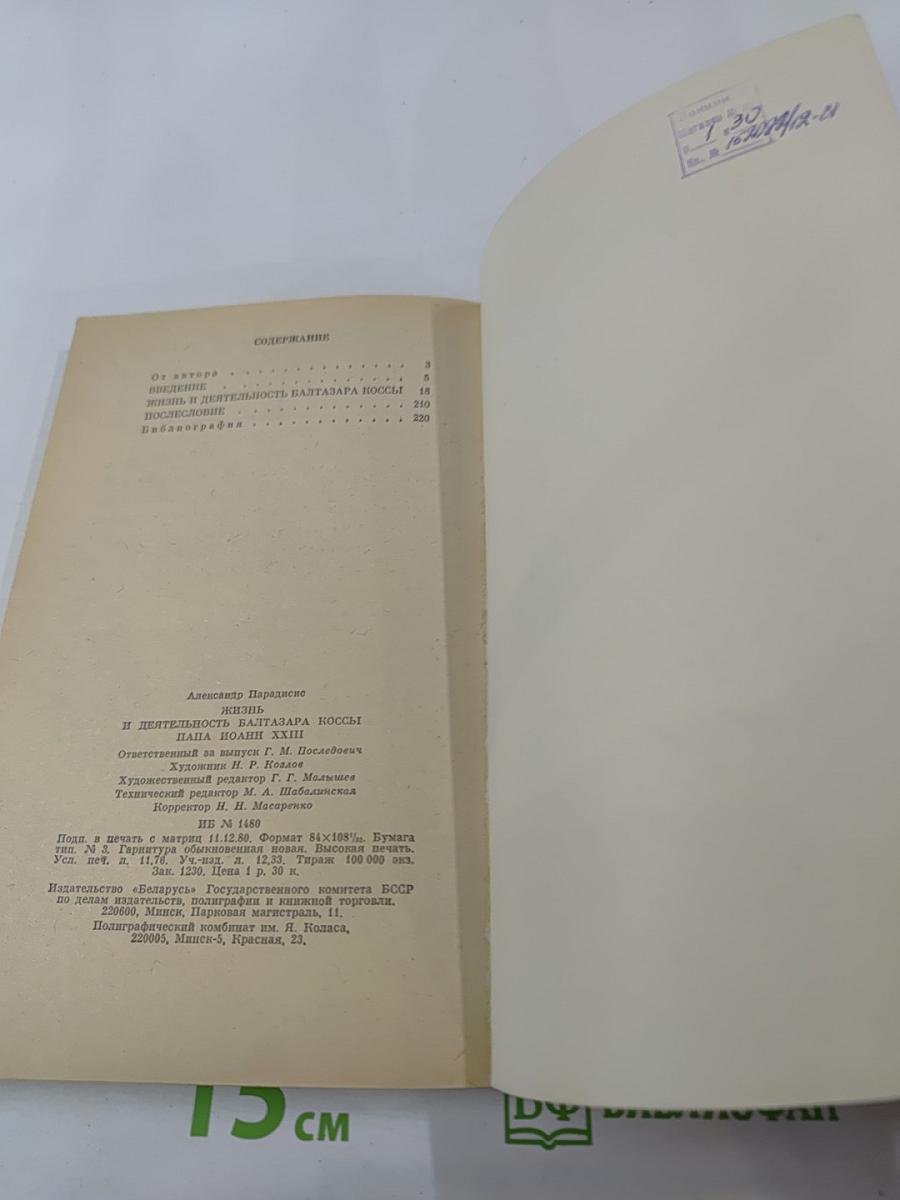 СОДЕРЖАНИЕ
От автора . . . . . . . . . . . . . 3
ВВЕДЕНИЕ . . . . . . . . . . . . . 5
ЖИЗНЬ И ДЕЯТЕЛЬНОСТЬ БАЛТАЗАРА КОССЫ 18
ПОСЛЕСЛОВИЕ . . . . . . . . . . . . 210
Библиография . . . . . . . . . . . . 220
Александр Парадисис
ЖИЗНЬ
И ДЕЯТЕЛЬНОСТЬ БАЛТАЗАРА КОССЫ
ПАПА ИОАНН XXIII
Ответственный за выпуск Г. М. Последович
Художник Н. Р. Козлов
Художественный редактор Г. Г. Малышев
Технический редактор М. А. Шабалинская
Корректор Н. Н. Масаренко
ИБ № 1480
Подп. в печать с матриц 11.12.80. Формат 84×108¹/₃₂. Бумага
тип. № 3. Гарнитура обыкновенная новая. Высокая печать.
Усл. печ. л. 11,76. Уч.-изд. л. 12,33. Тираж 100 000 экз.
Зак. 1230. Цена 1 р. 30 к.
Издательство «Беларусь» Государственного комитета БССР
по делам издательств, полиграфии и книжной торговли.
220600, Минск, Парковая магистраль, 11.
Полиграфический комбинат им. Я. Коласа,
220005, Минск-5, Красная, 23.
1 30
15 см
БФ БИБЛИОФАН